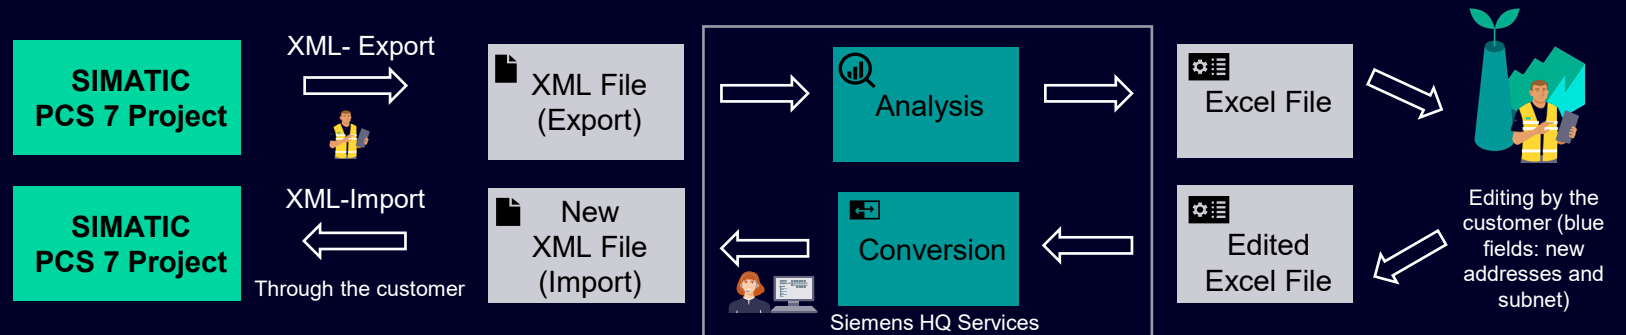 SIMATIC
PCS 7 Project
XML- Export
XML File
(Export)
Analysis
Excel File
SIMATIC
PCS 7 Project
XML-Import
Through the customer
New
XML File
(Import)
Conversion
Siemens HQ Services
Edited
Excel File
Editing by the
customer (blue
fields: new
addresses and
subnet)